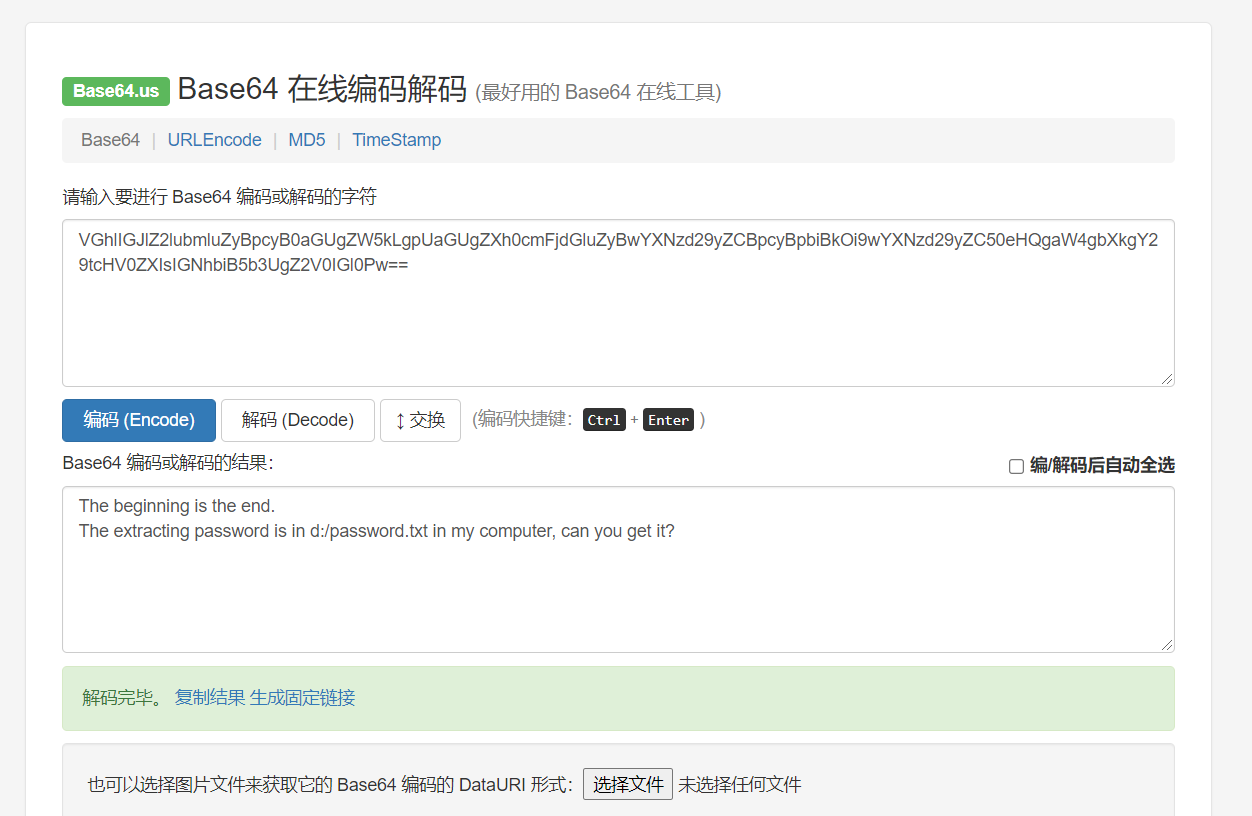 Base64.us Base64 在线编码解码 (最好用的 Base64 在线工具)
Base64 | URLEncode | MD5 | TimeStamp
请输入要进行 Base64 编码或解码的字符
VGhlIGJlZ2lubmluZyBpcyB0aGUgZW5kLgpUaGUgZXh0cmFjdGluZyBwYXNzd29yZCBpcyBpbiBkOi9wYXNzd29yZC50eHQgaW4gbXkgY2
9tcHV0ZXIsIGNhbiB5b3UgZ2V0IGl0Pw==
编码 (Encode) 解码 (Decode) ↕ 交换 (编码快捷键: Ctrl + Enter )
Base64 编码或解码的结果: 编/解码后自动全选
The beginning is the end.
The extracting password is in d:/password.txt in my computer, can you get it?
解码完毕。 复制结果 生成固定链接
也可以选择图片文件来获取它的 Base64 编码的 DataURI 形式: 选择文件 未选择任何文件